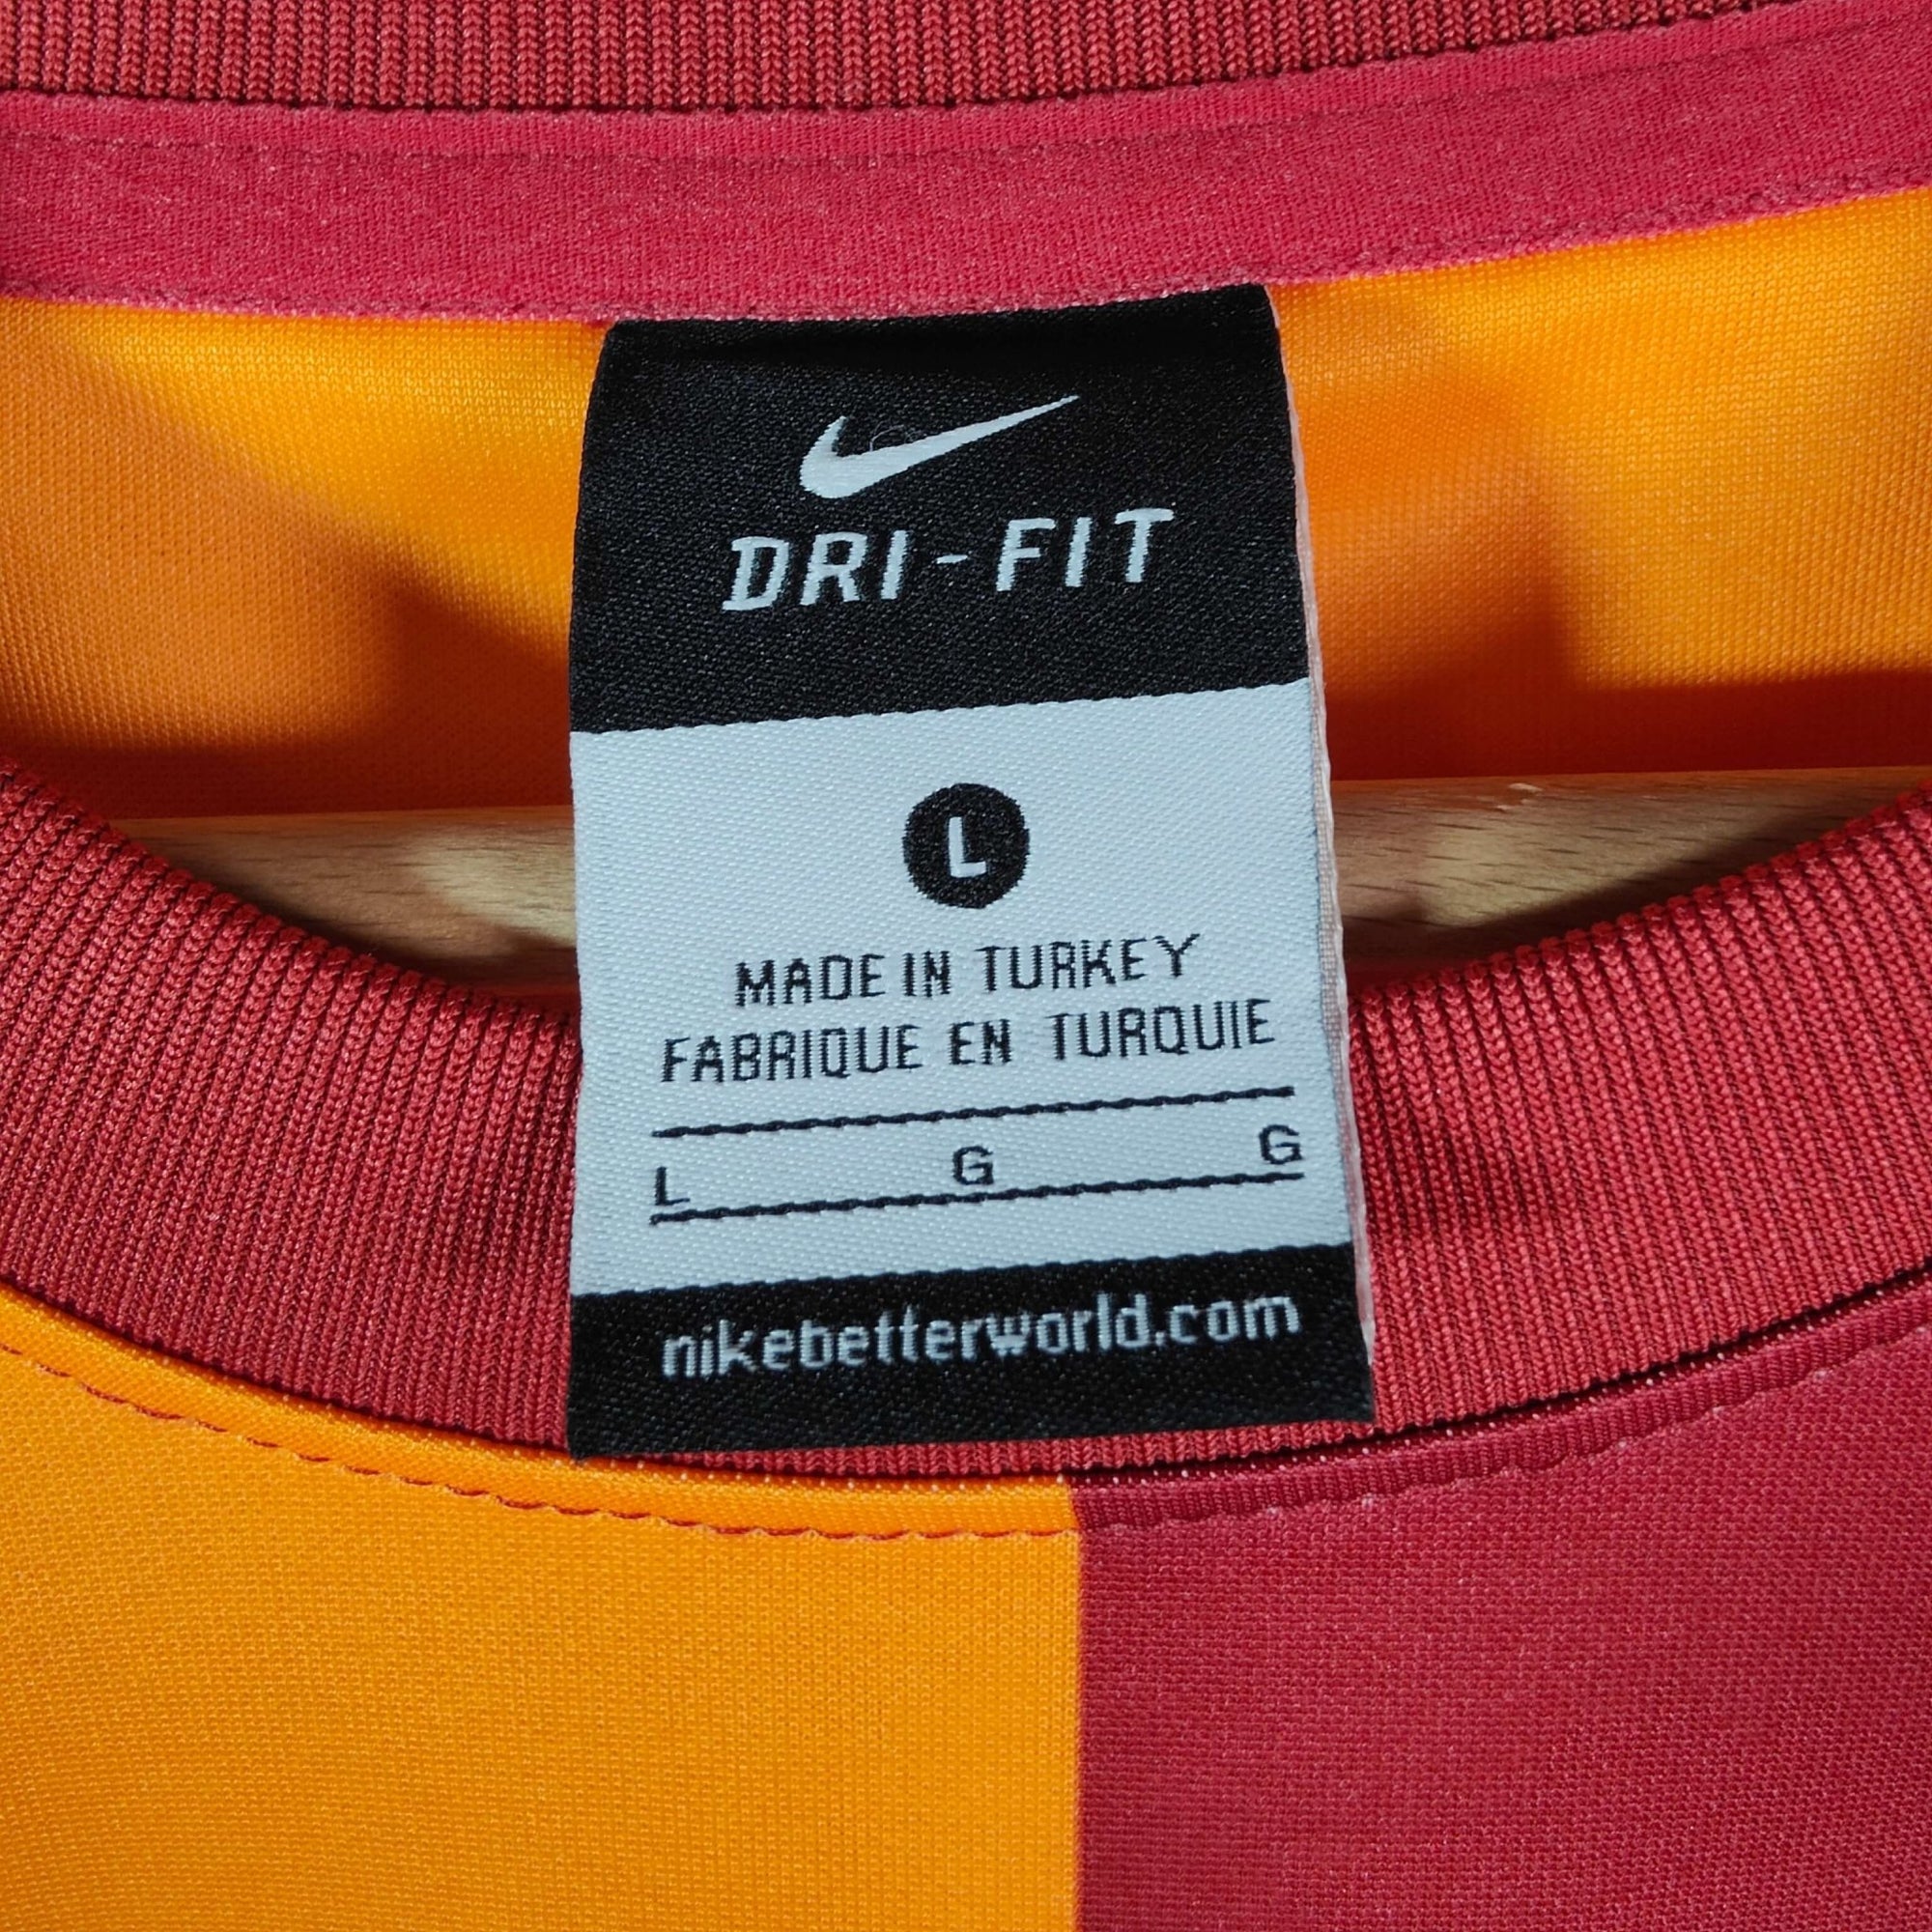 DRI-FIT
L
MADE IN TURKEY
FABRIQUE EN TURQUIE
L G G
nikebetterworld.com